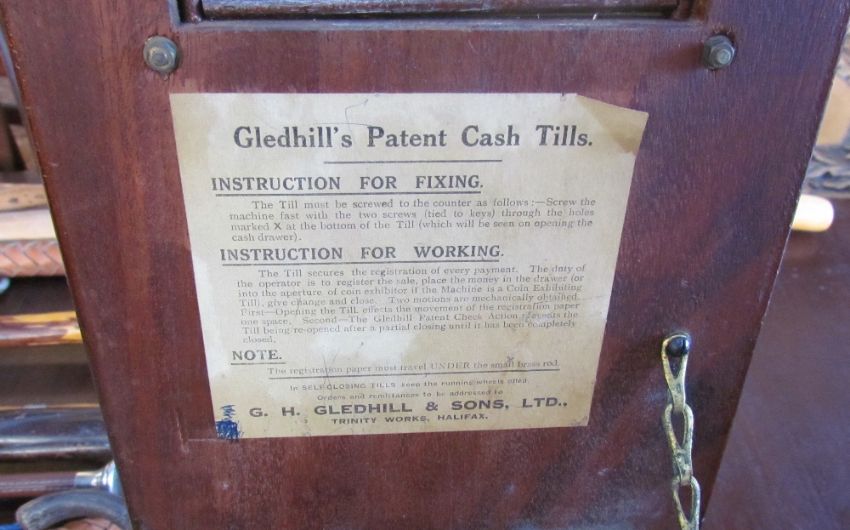 Gledhill's Patent Cash Tills.
INSTRUCTION FOR FIXING.
The Till must be screwed to the counter as follows :—Screw the
machine fast with the two screws (tied to keys) through the holes
marked X at the bottom of the Till (which will be seen on opening the
cash drawer).
INSTRUCTION FOR WORKING.
The Till secures the registration of every payment. The duty of
the operator is to register the sale, place the money in the drawer (or
into the aperture of coin exhibitor if the Machine is a Coin Exhibiting
Till), give change and close. Two motions are mechanically obtained.
First—Opening the Till, effects the movement of the registration paper
one space. Second—The Gledhill Patent Check Action prevents the
Till being re-opened after a partial closing until it has been completely
closed.
NOTE.
The registration paper must travel UNDER the small brass rod.
In SELF-CLOSING TILLS keep the running wheels oiled.
Orders and remittances to be addressed to
G. H. GLEDHILL & SONS, LTD.,
TRINITY WORKS, HALIFAX.